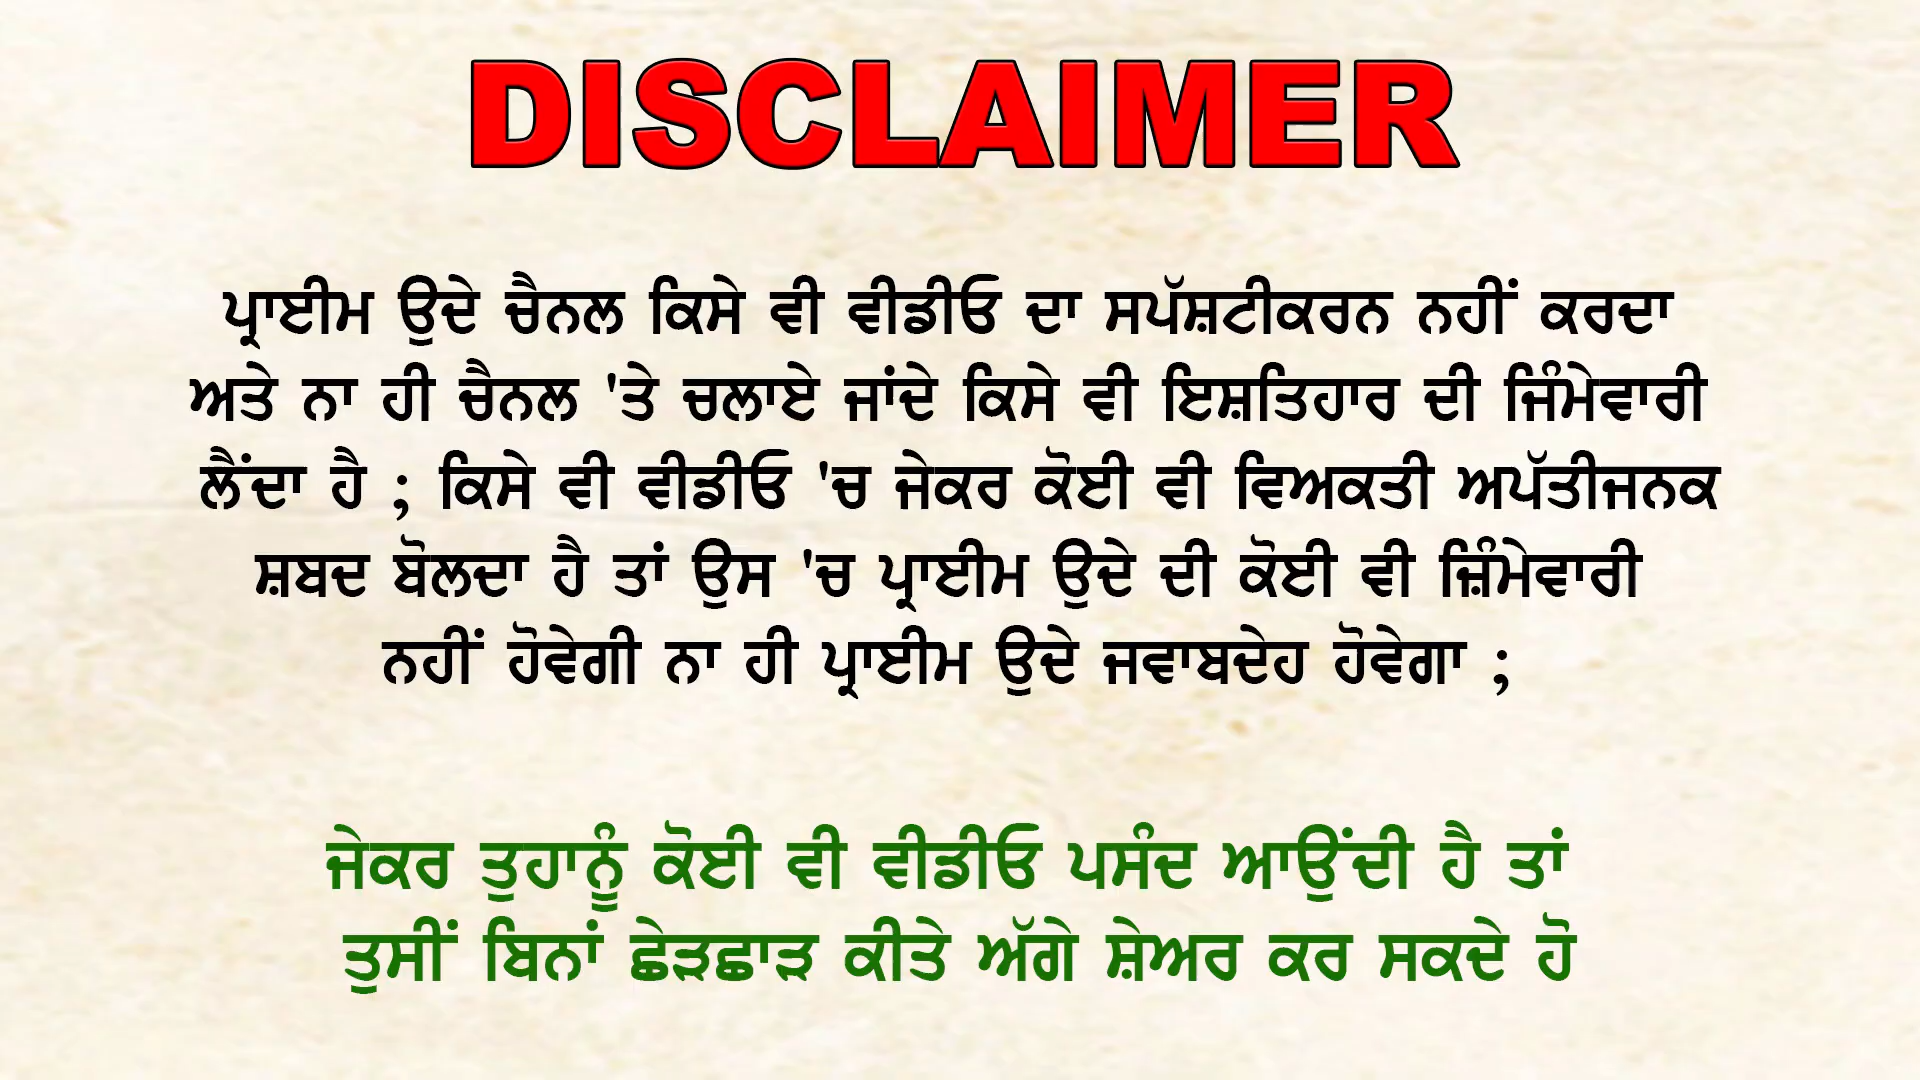 DISCLAIMER
ਪ੍ਰਾਈਮ ਉਦੇ ਚੈਨਲ ਕਿਸੇ ਵੀ ਵੀਡੀਓ ਦਾ ਸਪੱਸ਼ਟੀਕਰਨ ਨਹੀਂ ਕਰਦਾ
ਅਤੇ ਨਾ ਹੀ ਚੈਨਲ 'ਤੇ ਚਲਾਏ ਜਾਂਦੇ ਕਿਸੇ ਵੀ ਇਸ਼ਤਿਹਾਰ ਦੀ ਜਿੰਮੇਵਾਰੀ
ਲੈਂਦਾ ਹੈ ; ਕਿਸੇ ਵੀ ਵੀਡੀਓ 'ਚ ਜੇਕਰ ਕੋਈ ਵੀ ਵਿਅਕਤੀ ਅਪੱਤੀਜਨਕ
ਸ਼ਬਦ ਬੋਲਦਾ ਹੈ ਤਾਂ ਉਸ 'ਚ ਪ੍ਰਾਈਮ ਉਦੇ ਦੀ ਕੋਈ ਵੀ ਜ਼ਿੰਮੇਵਾਰੀ
ਨਹੀਂ ਹੋਵੇਗੀ ਨਾ ਹੀ ਪ੍ਰਾਈਮ ਉਦੇ ਜਵਾਬਦੇਹ ਹੋਵੇਗਾ ;
ਜੇਕਰ ਤੁਹਾਨੂੰ ਕੋਈ ਵੀ ਵੀਡੀਓ ਪਸੰਦ ਆਉਂਦੀ ਹੈ ਤਾਂ
ਤੁਸੀਂ ਬਿਨਾਂ ਛੇੜਛਾੜ ਕੀਤੇ ਅੱਗੇ ਸ਼ੇਅਰ ਕਰ ਸਕਦੇ ਹੋ